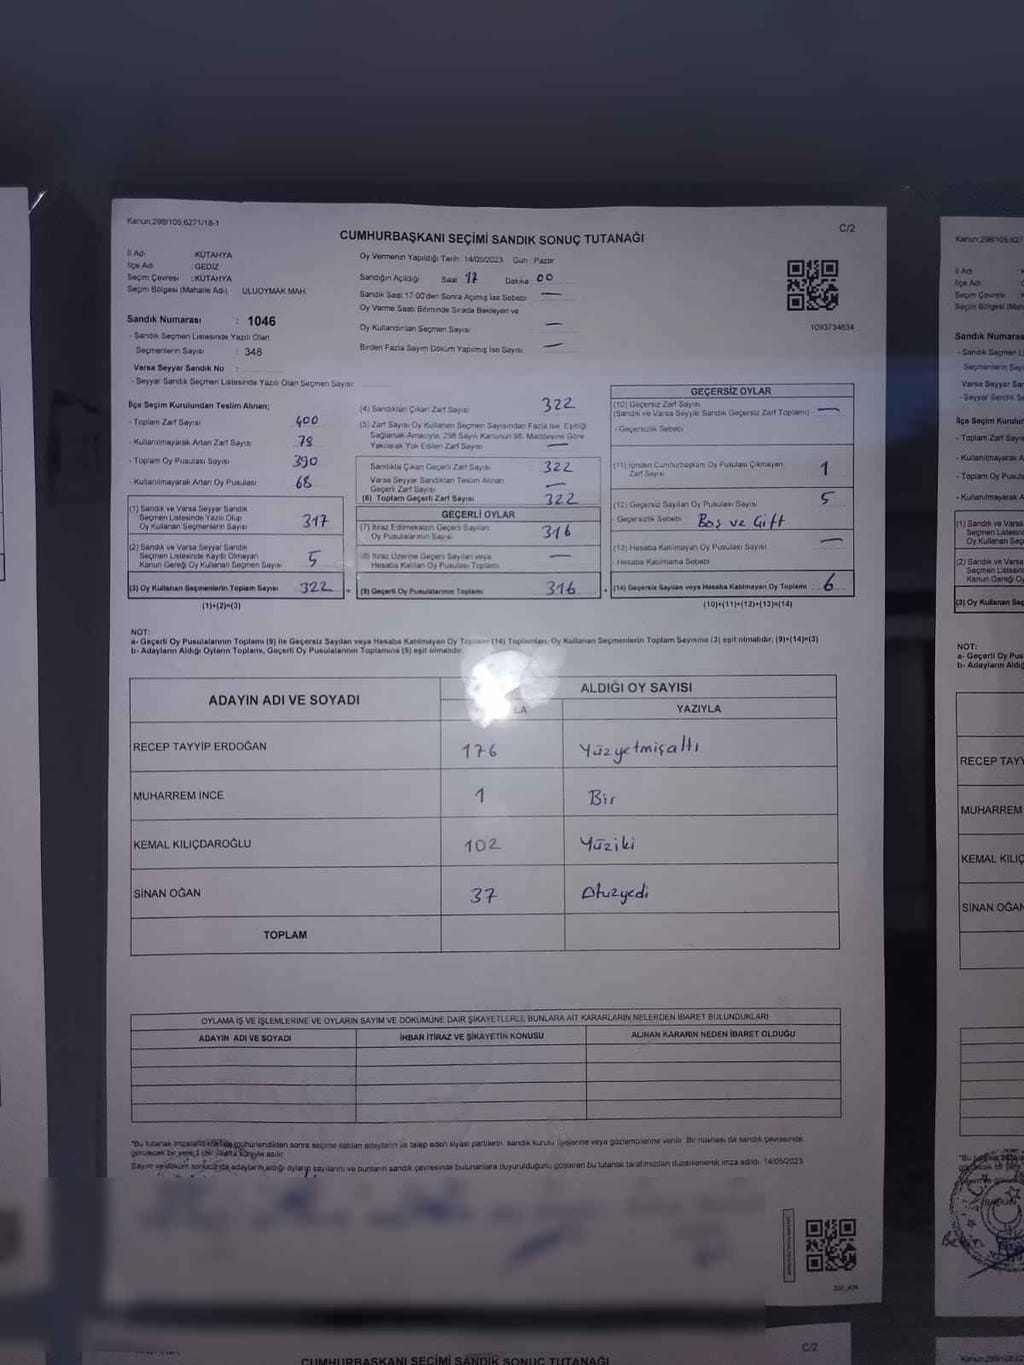 Kanun:298/105;6271/18-1
C/2
CUMHURBAŞKANI SEÇİMİ SANDIK SONUÇ TUTANAĞI
İl Adı : KÜTAHYA
İlçe Adı : GEDİZ
Seçim Çevresi : KÜTAHYA
Seçim Bölgesi (Mahalle Adı) ULUOYMAK MAH.
Sandık Numarası : 1046
- Sandık Seçmen Listesinde Yazılı Olan
Seçmenlerin Sayısı : 348
Varsa Seyyar Sandık No :
- Seyyar Sandık Seçmen Listesinde Yazılı Olan Seçmen Sayısı:
Oy Vermenin Yapıldığı Tarih: 14/05/2023 Gün : Pazar
Sandığın Açıldığı Saat 17 Dakika 00
Sandık Saat 17:00'den Sonra Açılmış İse Sebebi —
Oy Verme Saati Bitiminde Sırada Bekleyen ve
Oy Kullandırılan Seçmen Sayısı —
Birden Fazla Sayım Döküm Yapılmış İse Sayısı —
1093734634
İlçe Seçim Kurulundan Teslim Alınan;
- Toplam Zarf Sayısı 400
- Kullanılmayarak Artan Zarf Sayısı 78
- Toplam Oy Pusulası Sayısı 390
- Kullanılmayarak Artan Oy Pusulası 68
(1) Sandık ve Varsa Seyyar Sandık
Seçmen Listesinde Yazılı Olup
Oy Kullanan Seçmenlerin Sayısı 317
(2) Sandık ve Varsa Seyyar Sandık
Seçmen Listesinde Kayıtlı Olmayan
Kanun Gereği Oy Kullanan Seçmen Sayısı 5
(3) Oy Kullanan Seçmenlerin Toplam Sayısı 322
(1)+(2)=(3)
(4) Sandıktan Çıkan Zarf Sayısı 322
(5) Zarf Sayısı Oy Kullanan Seçmen Sayısından Fazla İse, Eşitliği
Sağlamak Amacıyla, 298 Sayılı Kanunun 98. Maddesine Göre
Yakılarak Yok Edilen Zarf Sayısı —
Sandıkta Çıkan Geçerli Zarf Sayısı 322
Varsa Seyyar Sandıktan Teslim Alınan
Geçerli Zarf Sayısı —
(6) Toplam Geçerli Zarf Sayısı 322
GEÇERLİ OYLAR
(7) İtiraz Edilmeksizin Geçerli Sayılan
Oy Pusulalarının Sayısı 316
(8) İtiraz Üzerine Geçerli Sayılan veya
Hesaba Katılan Oy Pusulası Toplamı —
(9) Geçerli Oy Pusulalarının Toplamı 316
GEÇERSİZ OYLAR
(10) Geçersiz Zarf Sayısı
(Sandık ve Varsa Seyyar Sandık Geçersiz Zarf Toplamı) —
- Geçersizlik Sebebi
(11) İçinden Cumhurbaşkanı Oy Pusulası Çıkmayan
Zarf Sayısı 1
(12) Geçersiz Sayılan Oy Pusulası Sayısı 5
Geçersizlik Sebebi Boş ve Gift
(13) Hesaba Katılmayan Oy Pusulası Sayısı —
- Hesaba Katılmama Sebebi
(14) Geçersiz Sayılan veya Hesaba Katılmayan Oy Toplamı 6
(10)+(11)+(12)+(13)=(14)
NOT:
a- Geçerli Oy Pusulalarının Toplamı (9) ile Geçersiz Sayılan veya Hesaba Katılmayan Oy Toplamı (14) Toplamları, Oy Kullanan Seçmenlerin Toplam Sayısına (3) eşit olmalıdır. (9)+(14)=(3)
b- Adayların Aldığı Oyların Toplamı, Geçerli Oy Pusulalarının Toplamına (9) eşit olmalıdır.
ADAYIN ADI VE SOYADI
ALDIĞI OY SAYISI
LA YAZIYLA
RECEP TAYYİP ERDOĞAN 176 Yüzyetmişaltı
MUHARREM İNCE 1 Bir
KEMAL KILIÇDAROĞLU 102 Yüziki
SİNAN OĞAN 37 Otuzyedi
TOPLAM
OYLAMA İŞ VE İŞLEMLERİNE VE OYLARIN SAYIM VE DÖKÜMÜNE DAİR ŞİKAYETLERLE BUNLARA AİT KARARLARIN NELERDEN İBARET BULUNDUKLARI
ADAYIN ADI VE SOYADI İHBAR İTİRAZ VE ŞİKAYETİN KONUSU ALINAN KARARIN NEDEN İBARET OLDUĞU
*Bu tutanak imzalandıktan ve mühürlendikten sonra seçime katılan adayların ve talep eden siyasi partilerin sandık kurulu üyelerine veya gözlemcilerine verilir. Bir nüshası da sandık çevresinde
görülecek bir yere 1 (bir) hafta süreyle asılır.
Sayım ve döküm sonucunda adayların aldığı oyların sayılarını ve bunların sandık çevresinde bulunanlara duyurulduğunu gösteren bu tutanak tarafımızdan düzenlenerek imza edildi. 14/05/2023
C/2
CUMHURBAŞKANI SEÇİMİ SANDIK SONUÇ TUTANAĞI
Kanun:298/105;627
İl Adı
İlçe Adı
Seçim Çevresi
Sandık Numaras
NOT:
RECEP TAYY
MUHARREM
KEMAL KILIÇ
SİNAN OĞAN